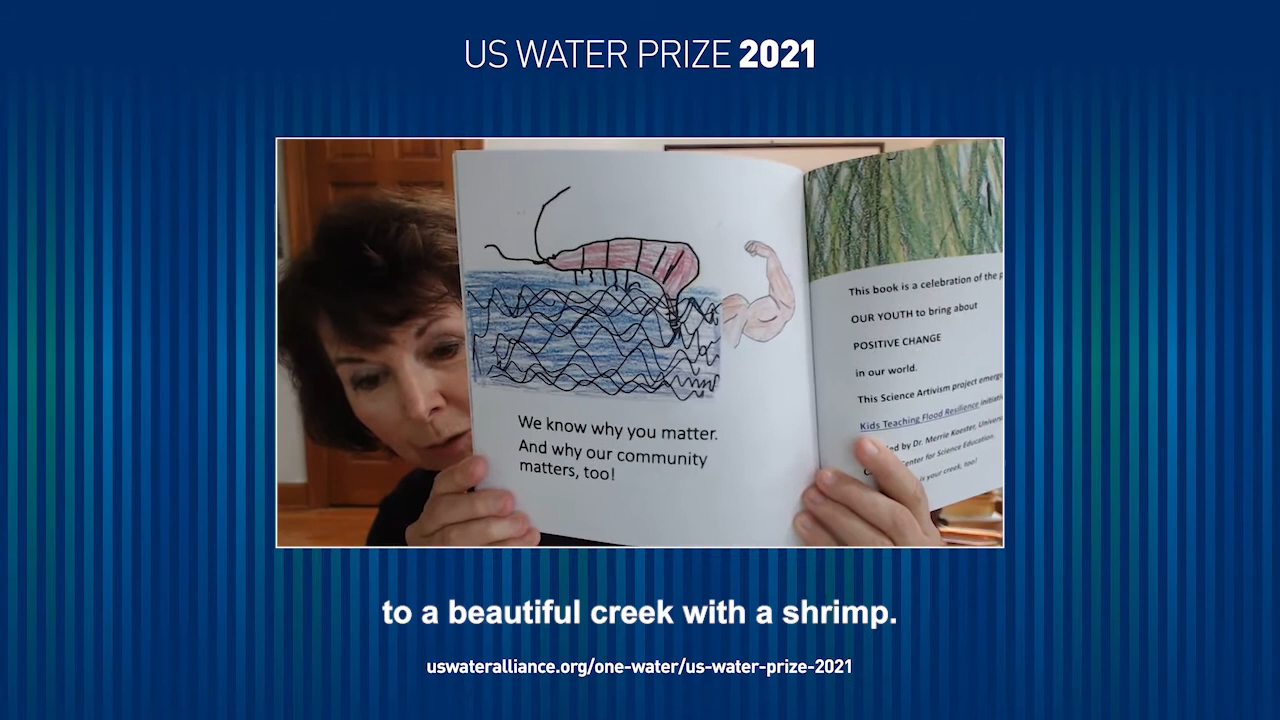 US WATER PRIZE 2021
We know why you matter.
And why our community
matters, too!
This book is a celebration of the
OUR YOUTH to bring about
POSITIVE CHANGE
in our world.
This Science Artivism project
Kids Teaching Flood Resilience
by Dr. Merrie Koester,
Center for Science Education.
is your creek, too!
to a beautiful creek with a shrimp.
uswateralliance.org/one-water/us-water-prize-2021